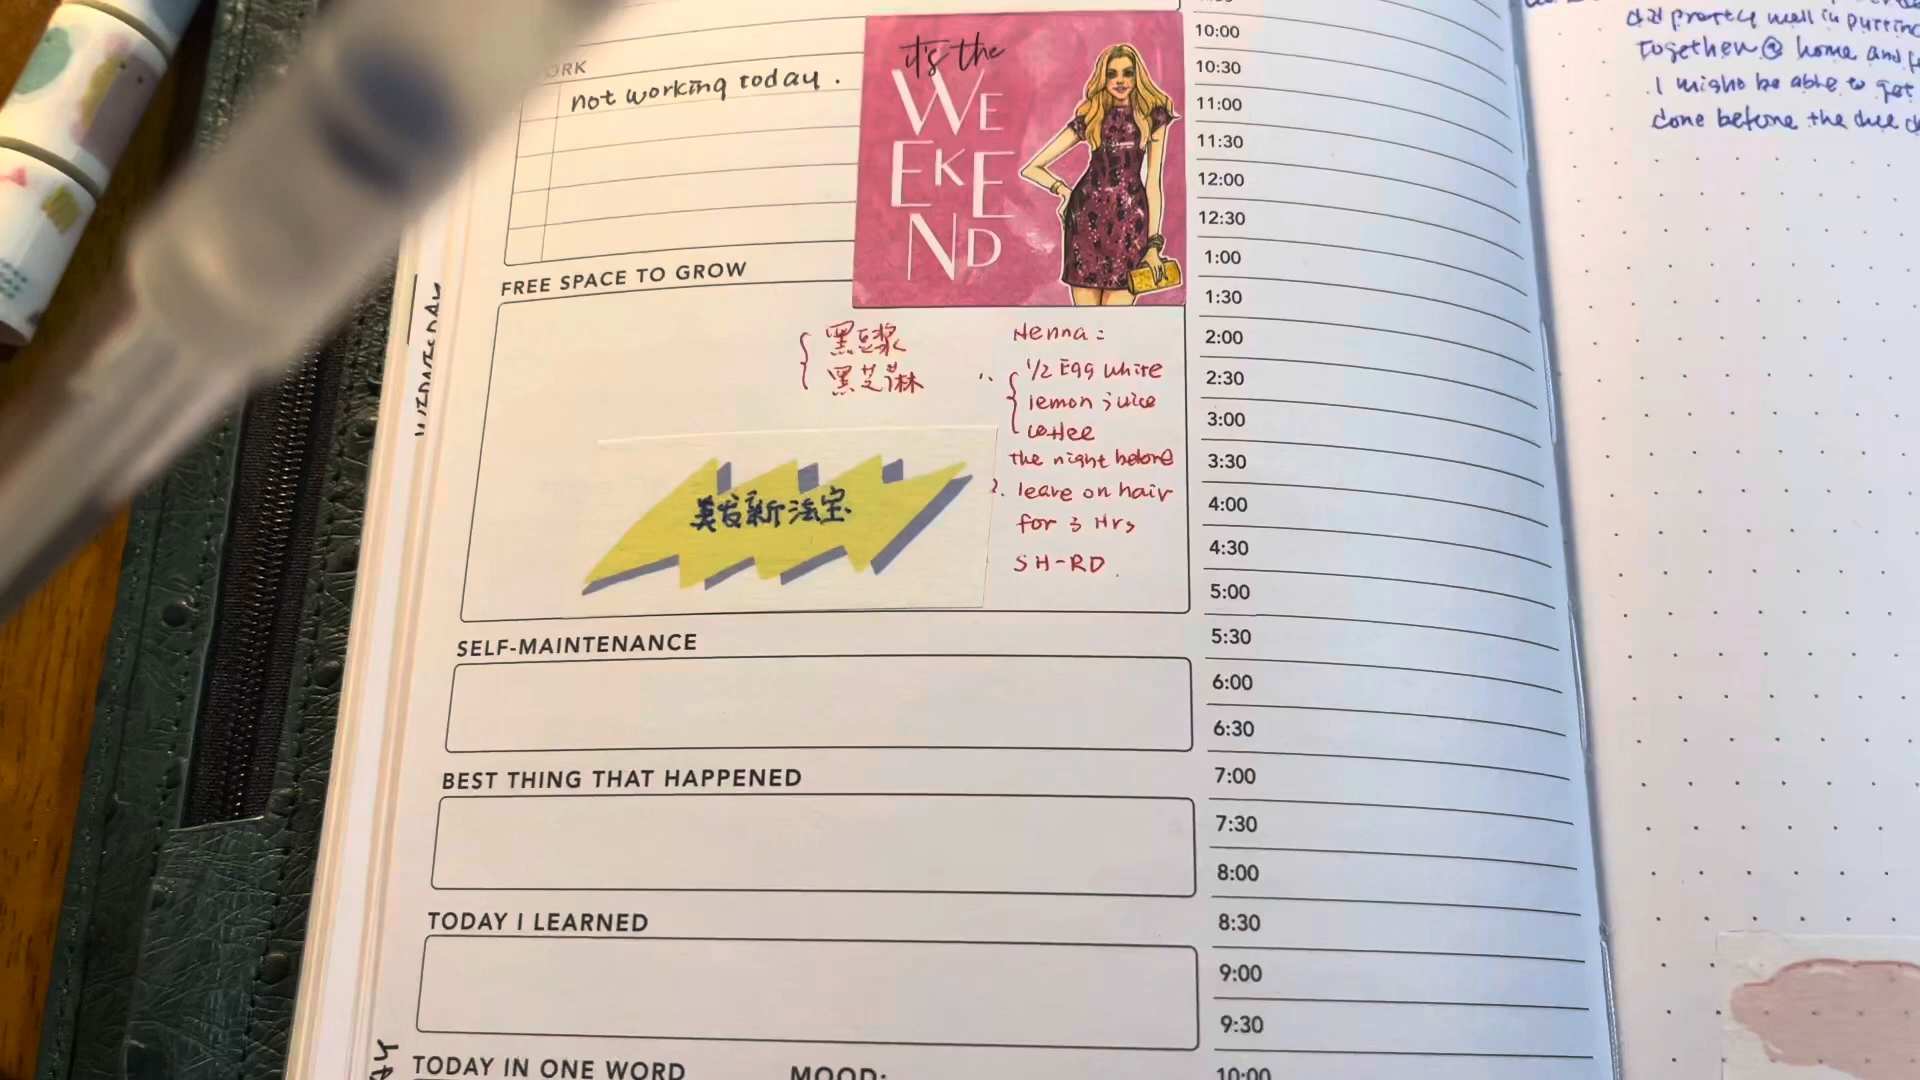 not working today.
it's the
WEEKEND
FREE SPACE TO GROW
黑豆浆
黑芝麻
Henna:
1/2 Egg white
lemon juice
coffee
the night before
2. leave on hair
for 3 Hrs
SH-RD
美发新法宝
SELF-MAINTENANCE
BEST THING THAT HAPPENED
TODAY I LEARNED
TODAY IN ONE WORD
MOOD:
10:00
10:30
11:00
11:30
12:00
12:30
1:00
1:30
2:00
2:30
3:00
3:30
4:00
4:30
5:00
5:30
6:00
6:30
7:00
7:30
8:00
8:30
9:00
9:30
10:00
did pretty well in putting
together @ home and
I might be able to get
done before the due